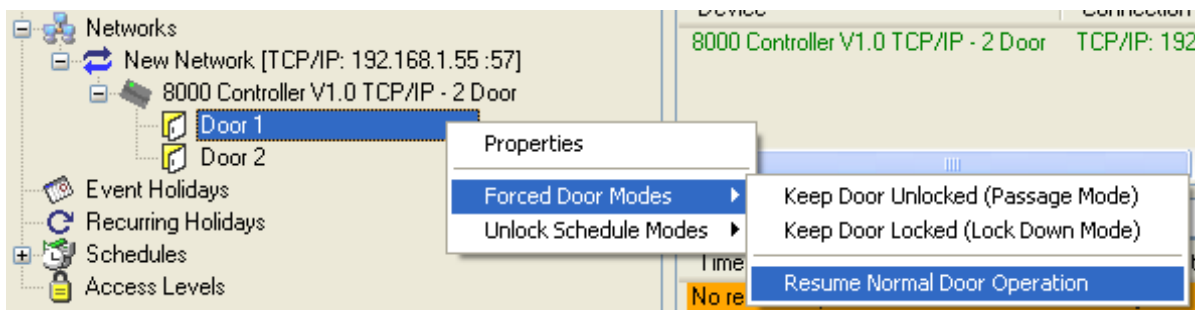 Networks
New Network [TCP/IP: 192.168.1.55 :57]
8000 Controller V1.0 TCP/IP - 2 Door
Door 1
Door 2
Event Holidays
Recurring Holidays
Schedules
Access Levels
Properties
Forced Door Modes
Unlock Schedule Modes
Keep Door Unlocked (Passage Mode)
Keep Door Locked (Lock Down Mode)
Resume Normal Door Operation
Device Connection
8000 Controller V1.0 TCP/IP - 2 Door TCP/IP: 192
Time
No re